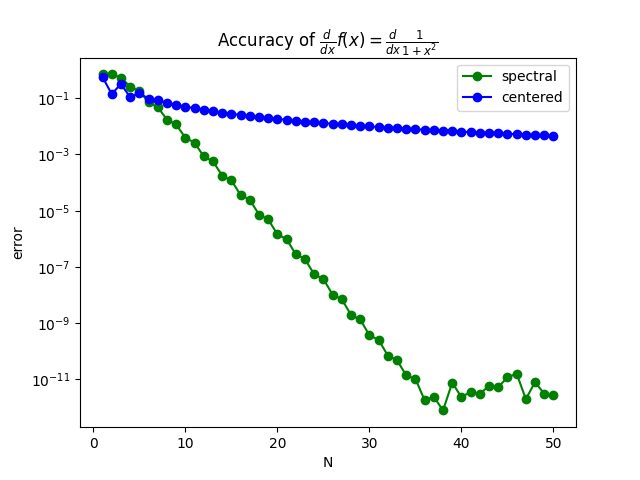 Accuracy of $\frac{d}{dx}f(x) = \frac{d}{dx}\frac{1}{1+x^2}$
spectral
centered
10⁻¹
10⁻³
10⁻⁵
10⁻⁷
10⁻⁹
10⁻¹¹
error
0 10 20 30 40 50
N